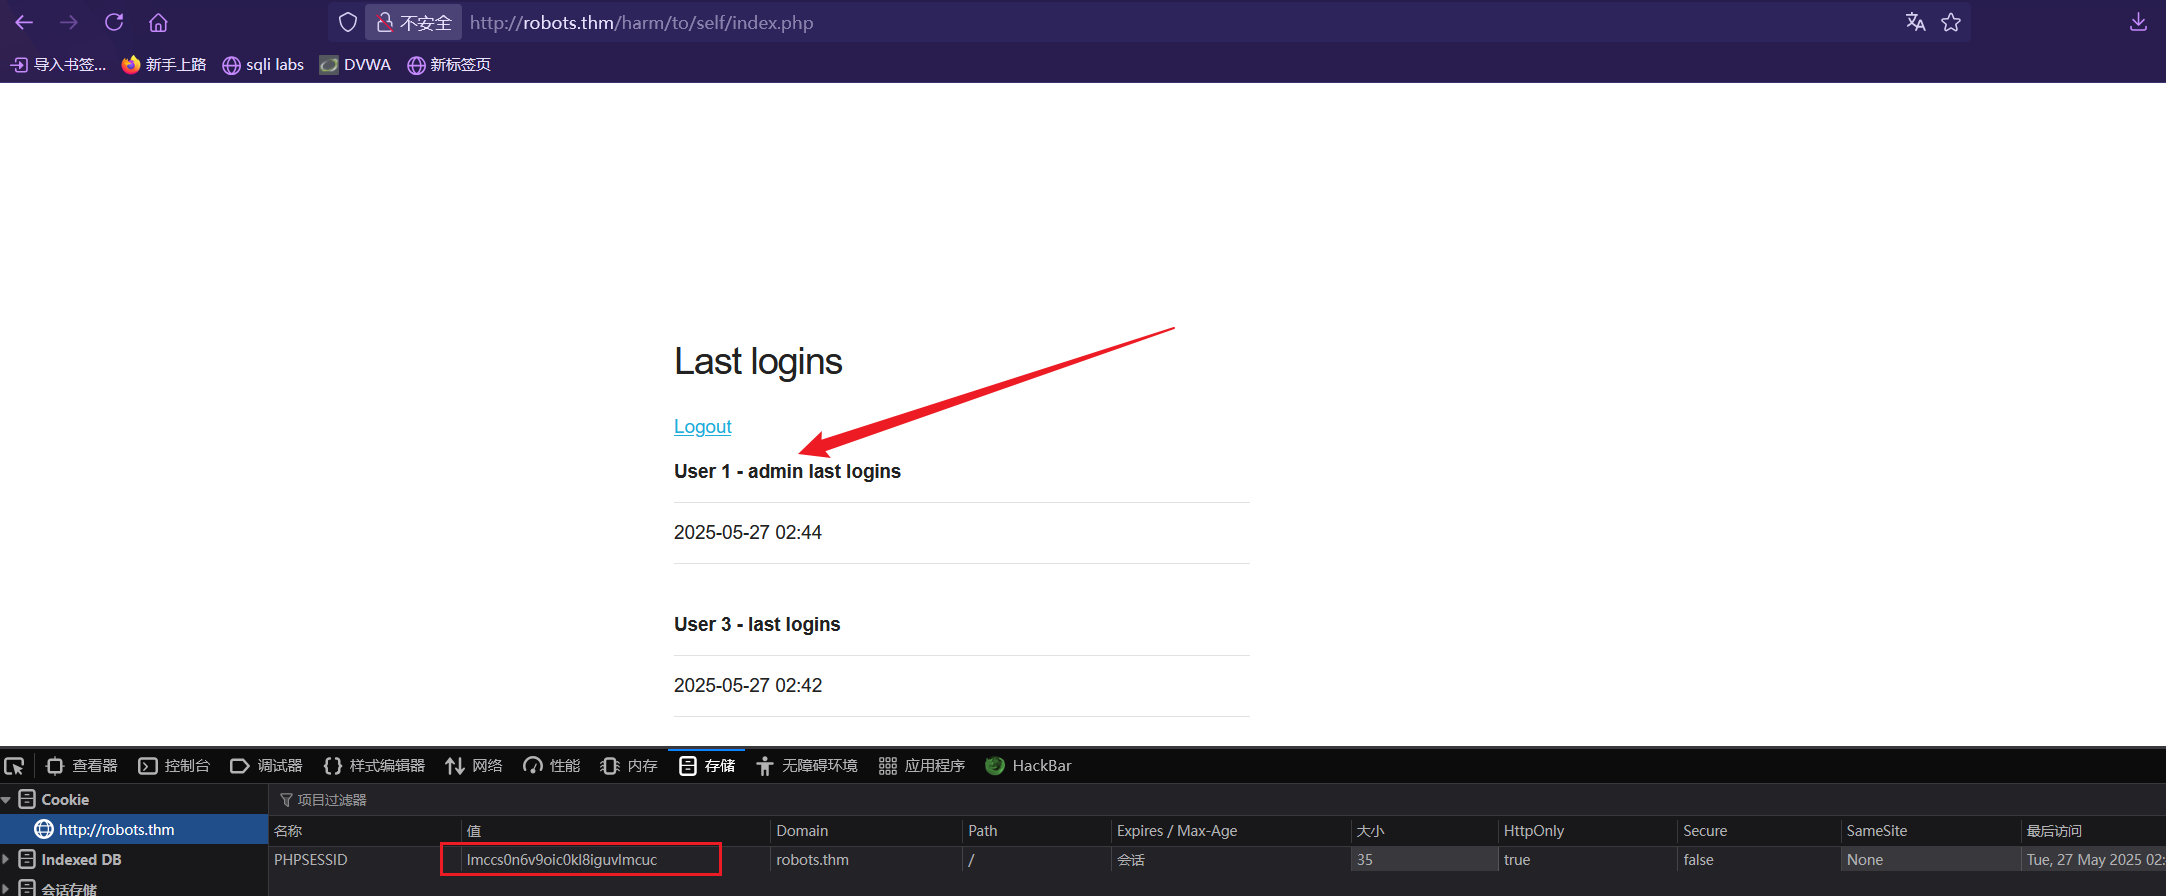 不安全 http://robots.thm/harm/to/self/index.php
导入书签... 新手上路 sqli labs DVWA 新标签页
Last logins
Logout
User 1 - admin last logins
2025-05-27 02:44
User 3 - last logins
2025-05-27 02:42
查看器 控制台 调试器 样式编辑器 网络 性能 内存 存储 无障碍环境 应用程序 HackBar
Cookie 项目过滤器
http://robots.thm 名称 值 Domain Path Expires / Max-Age 大小 HttpOnly Secure SameSite 最后访问
Indexed DB PHPSESSID lmccs0n6v9oic0kl8iguvlmcuc robots.thm / 会话 35 true false None Tue, 27 May 2025 02:
会话存储